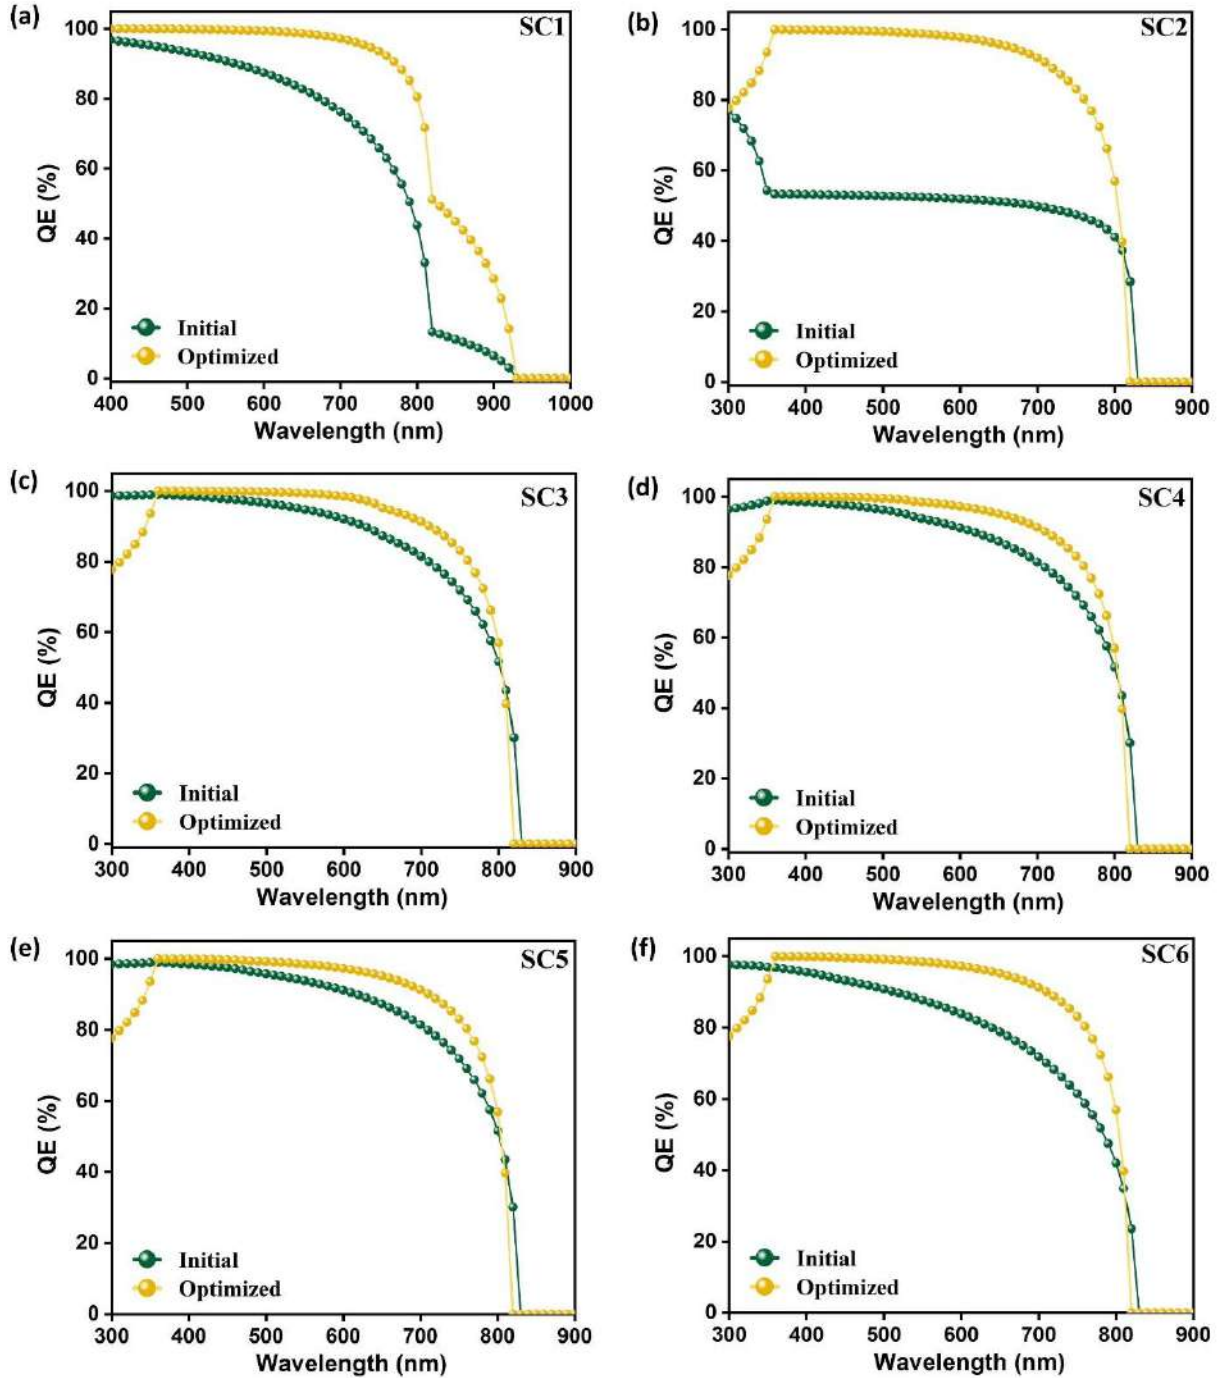 (a)
SC1
100
80
60
40
20
0
QE (%)
Initial
Optimized
400 500 600 700 800 900 1000
Wavelength (nm)
(b)
SC2
100
80
60
40
20
0
QE (%)
Initial
Optimized
300 400 500 600 700 800 900
Wavelength (nm)
(c)
SC3
100
80
60
40
20
0
QE (%)
Initial
Optimized
300 400 500 600 700 800 900
Wavelength (nm)
(d)
SC4
100
80
60
40
20
0
QE (%)
Initial
Optimized
300 400 500 600 700 800 900
Wavelength (nm)
(e)
SC5
100
80
60
40
20
0
QE (%)
Initial
Optimized
300 400 500 600 700 800 900
Wavelength (nm)
(f)
SC6
100
80
60
40
20
0
QE (%)
Initial
Optimized
300 400 500 600 700 800 900
Wavelength (nm)